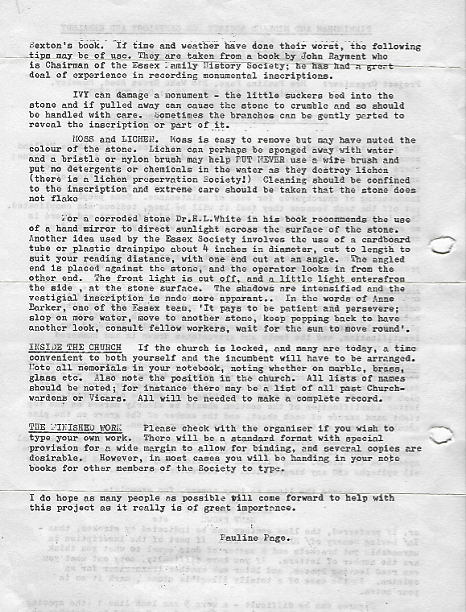 Sexton's book. If time and weather have done their worst, the following
tips may be of use. They are taken from a book by John Rayment who
is Chairman of the Essex Family History Society; he has had a great
deal of experience in recording monumental inscriptions.
IVY can damage a monument - the little suckers bed into the
stone and if pulled away can cause the stone to crumble and so should
be handled with care. Sometimes the branches can be gently parted to
reveal the inscription or part of it.
MOSS and LICHEN. Moss is easy to remove but may have muted the
colour of the stone. Lichen can perhaps be sponged away with water
and a bristle or nylon brush may help BUT NEVER use a wire brush and
put no detergents or chemicals in the water as they destroy lichen
(there is a lichen preservation Society!) Cleaning should be confined
to the inscription and extreme care should be taken that the stone does
not flake
For a corroded stone Dr.H.L.White in his book recommends the use
of a hand mirror to direct sunlight across the surface of the stone.
Another idea used by the Essex Society involves the use of a cardboard
tube or plastic drainpipe about 4 inches in diameter, cut to length to
suit your reading distance, with one end cut at an angle. The angled
end is placed against the stone, and the operator looks in from the
other end. The front light is cut off, and a little light entersfrom
the side , at the stone surface. The shadows are intensified and the
vestigial inscription is made more apparent.. In the words of Anne
Barker, one of the Essex team, 'It pays to be patient and persevere;
slop on more water, move to another stone, keep popping back to have
another look, consult fellow workers, wait for the sun to move round'.
INSIDE THE CHURCH If the church is locked, and many are today, a time
convenient to both yourself and the incumbent will have to be arranged.
Note all memorials in your notebook, noting whether on marble, brass,
glass etc. Also note the position in the church. All lists of names
should be noted; for instance there may be a list of all past Church-
wardens or Vicars. All will be needed to make a complete record.
THE FINISHED WORK Please check with the organiser if you wish to
type your own work. There will be a standard format with special
provision for a wide margin to allow for binding, and several copies are
desirable. However, in most cases you will be handing in your note
books for other members of the Society to type.
I do hope as many people as possible will come forward to help with
this project as it really is of great importance.
Pauline Page.